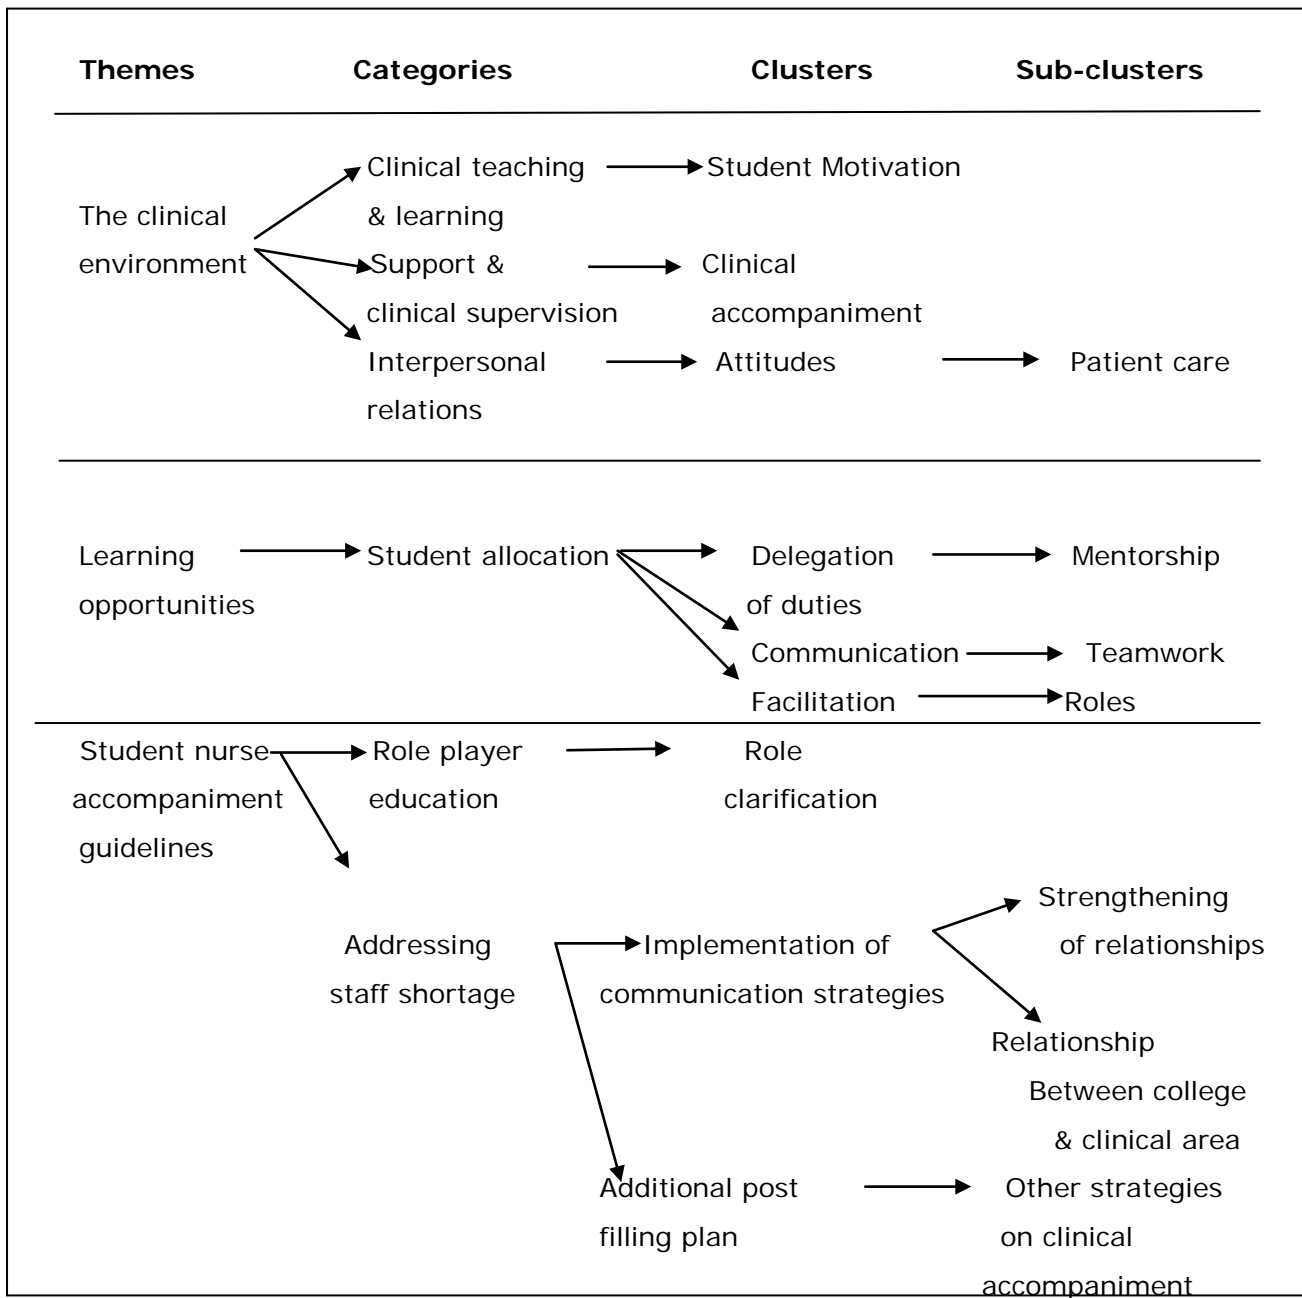 Themes Categories Clusters Sub-clusters
Clinical teaching Student Motivation
The clinical & learning
environment Support & Clinical
clinical supervision accompaniment
Interpersonal Attitudes Patient care
relations
Learning Student allocation Delegation Mentorship
opportunities of duties
Communication Teamwork
Facilitation Roles
Student nurse Role player Role
accompaniment education clarification
guidelines
Strengthening
Addressing Implementation of of relationships
staff shortage communication strategies
Relationship
Between college
& clinical area
Additional post Other strategies
filling plan on clinical
accompaniment